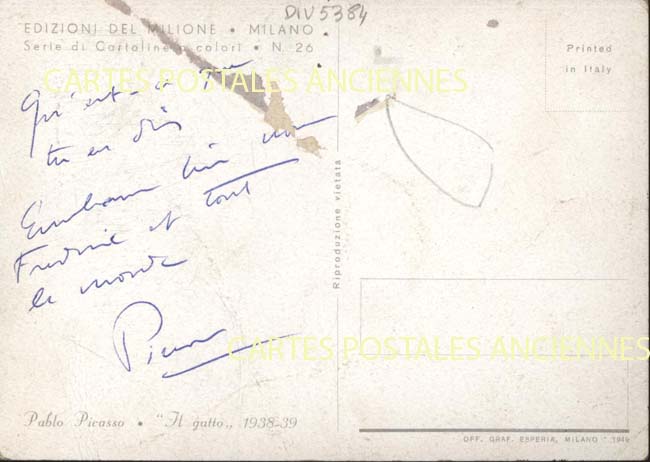 DIV5384
EDIZIONI DEL MILIONE • MILANO
Serie di Cartoline a colori • N. 26
Printed
in Italy
CARTES POSTALES ANCIENNES
Qu'est-ce que
tu en dis
Embrasse bien
Frédéric et tout
le monde
Pierre
Riproduzione vietata
CARTES POSTALES ANCIENNES
Pablo Picasso • "Il gatto„ 1938-39
OFF. GRAF. ESPERIA, MILANO - 1949